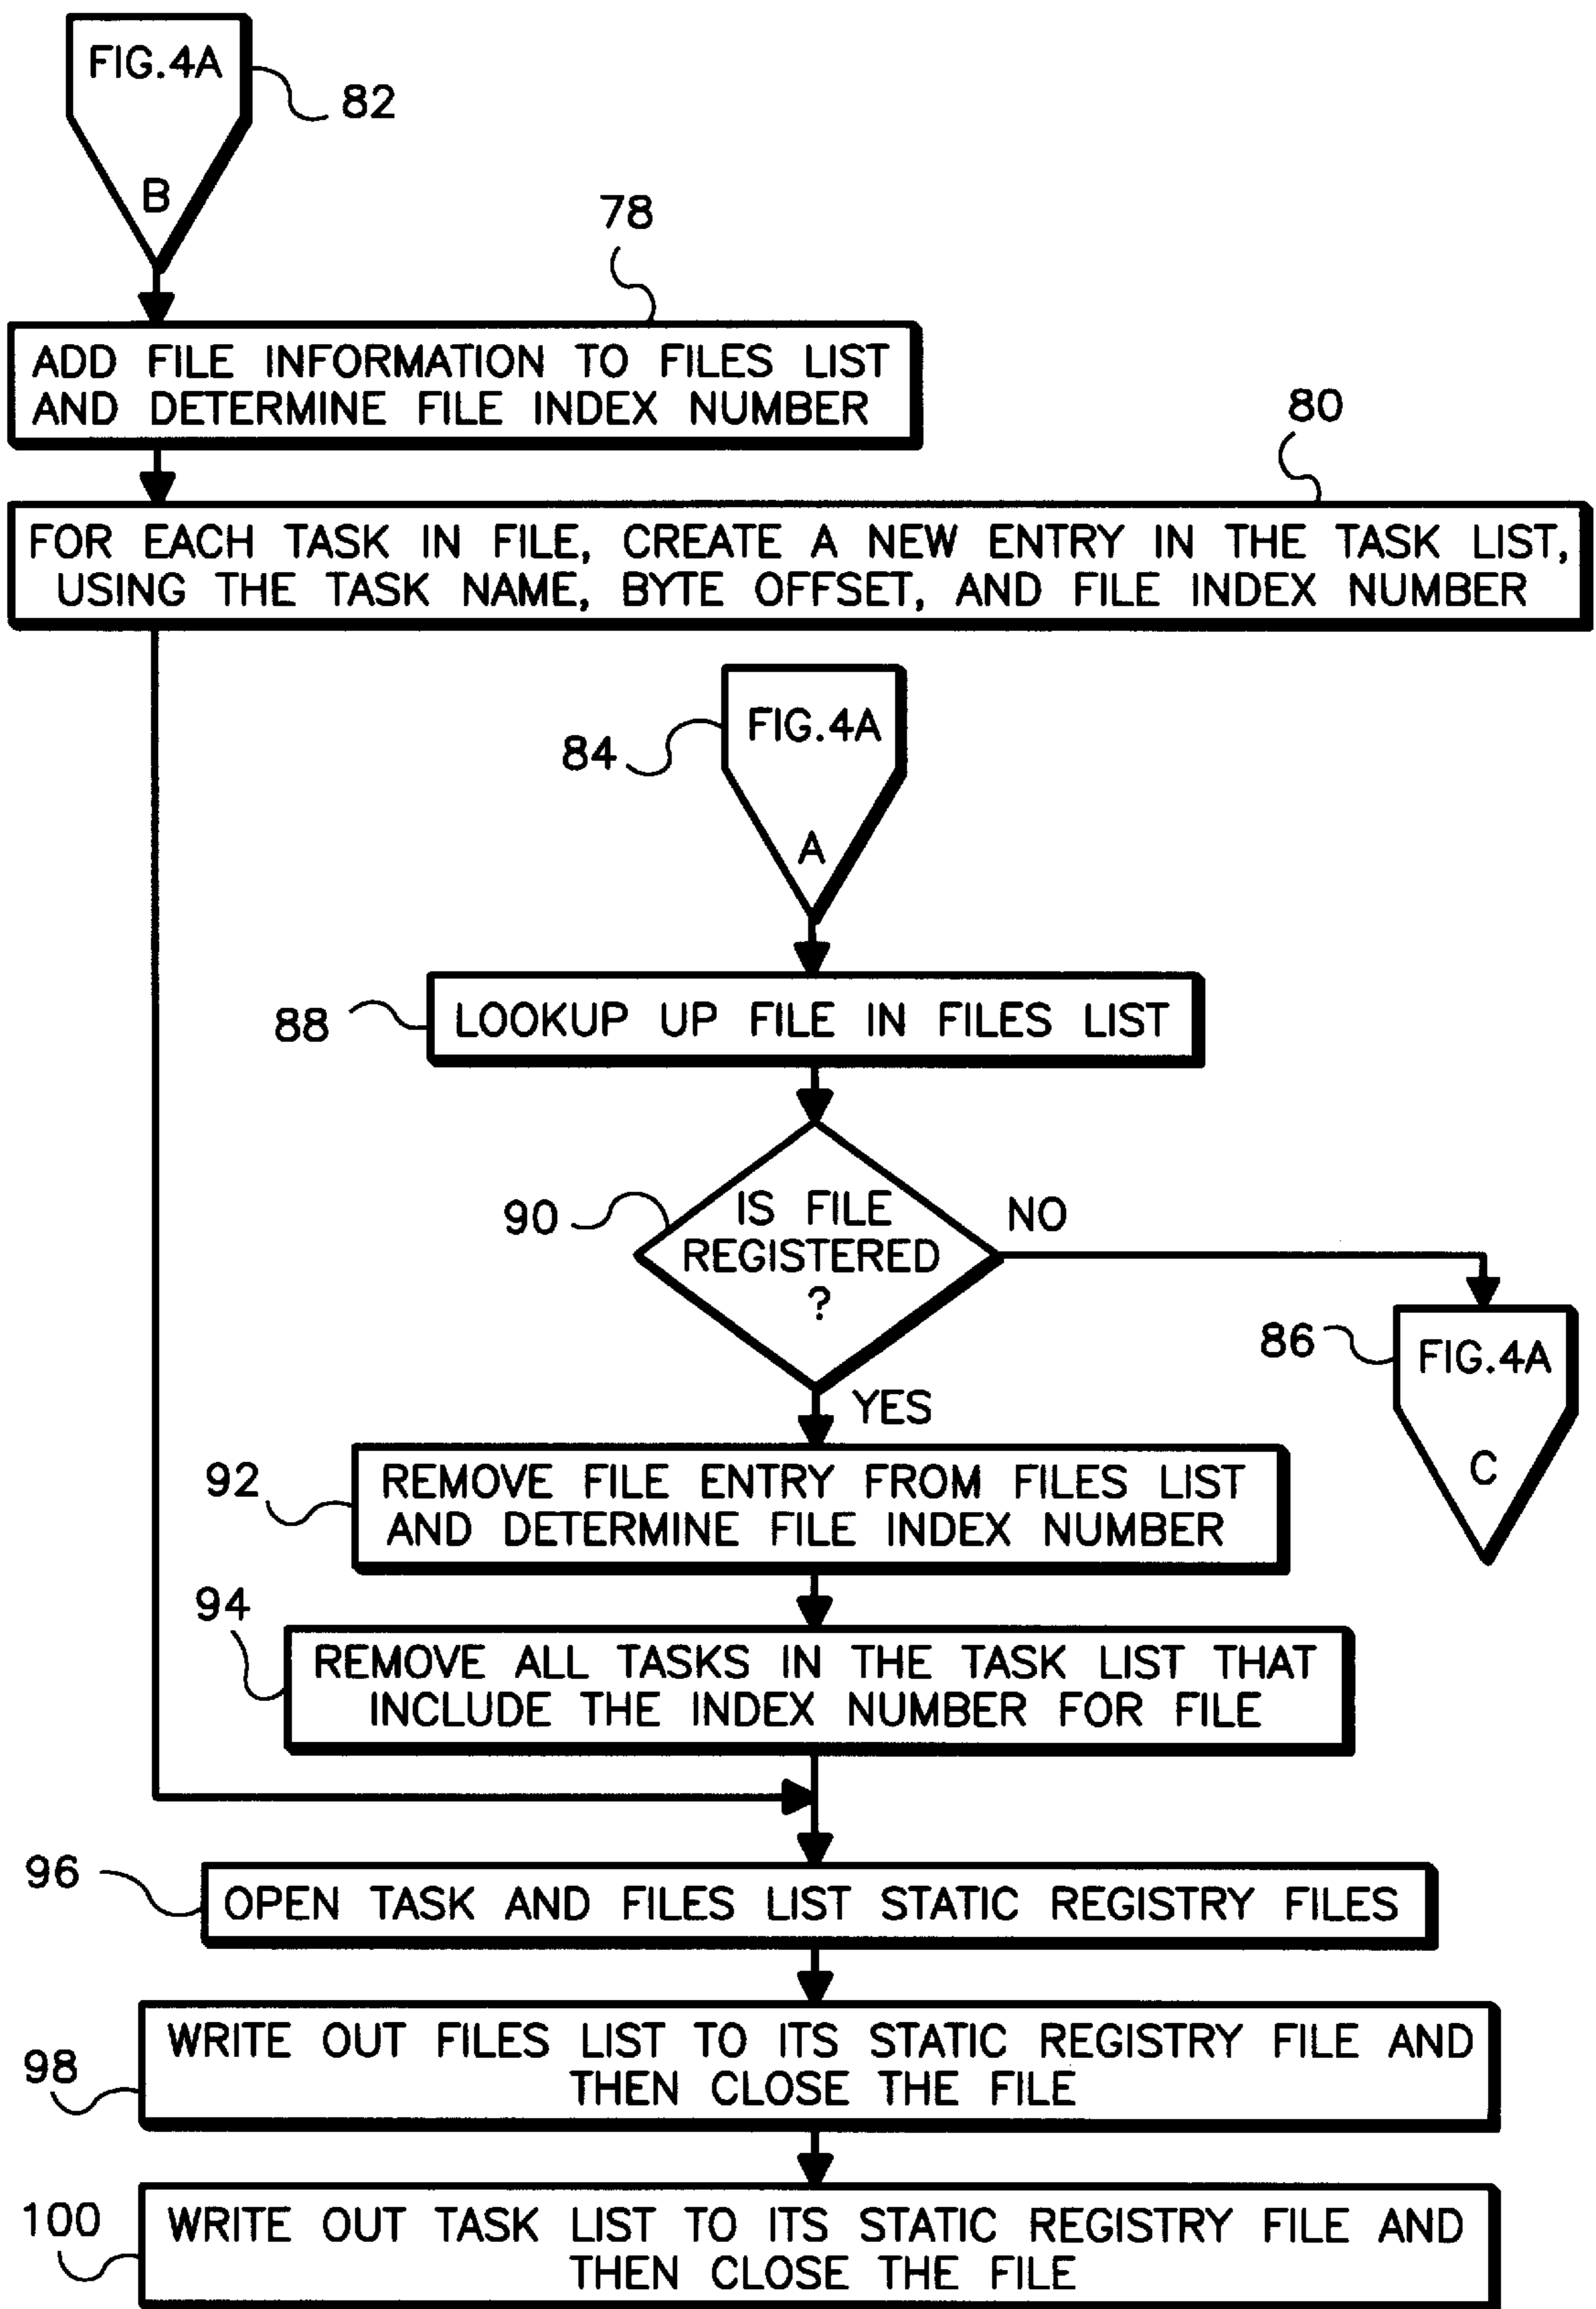 FIG.4A
82
B
78
ADD FILE INFORMATION TO FILES LIST
AND DETERMINE FILE INDEX NUMBER
80
FOR EACH TASK IN FILE, CREATE A NEW ENTRY IN THE TASK LIST,
USING THE TASK NAME, BYTE OFFSET, AND FILE INDEX NUMBER
FIG.4A
84
A
88
LOOKUP UP FILE IN FILES LIST
90
IS FILE
REGISTERED
?
NO
86
FIG.4A
C
YES
92
REMOVE FILE ENTRY FROM FILES LIST
AND DETERMINE FILE INDEX NUMBER
94
REMOVE ALL TASKS IN THE TASK LIST THAT
INCLUDE THE INDEX NUMBER FOR FILE
96
OPEN TASK AND FILES LIST STATIC REGISTRY FILES
98
WRITE OUT FILES LIST TO ITS STATIC REGISTRY FILE AND
THEN CLOSE THE FILE
100
WRITE OUT TASK LIST TO ITS STATIC REGISTRY FILE AND
THEN CLOSE THE FILE